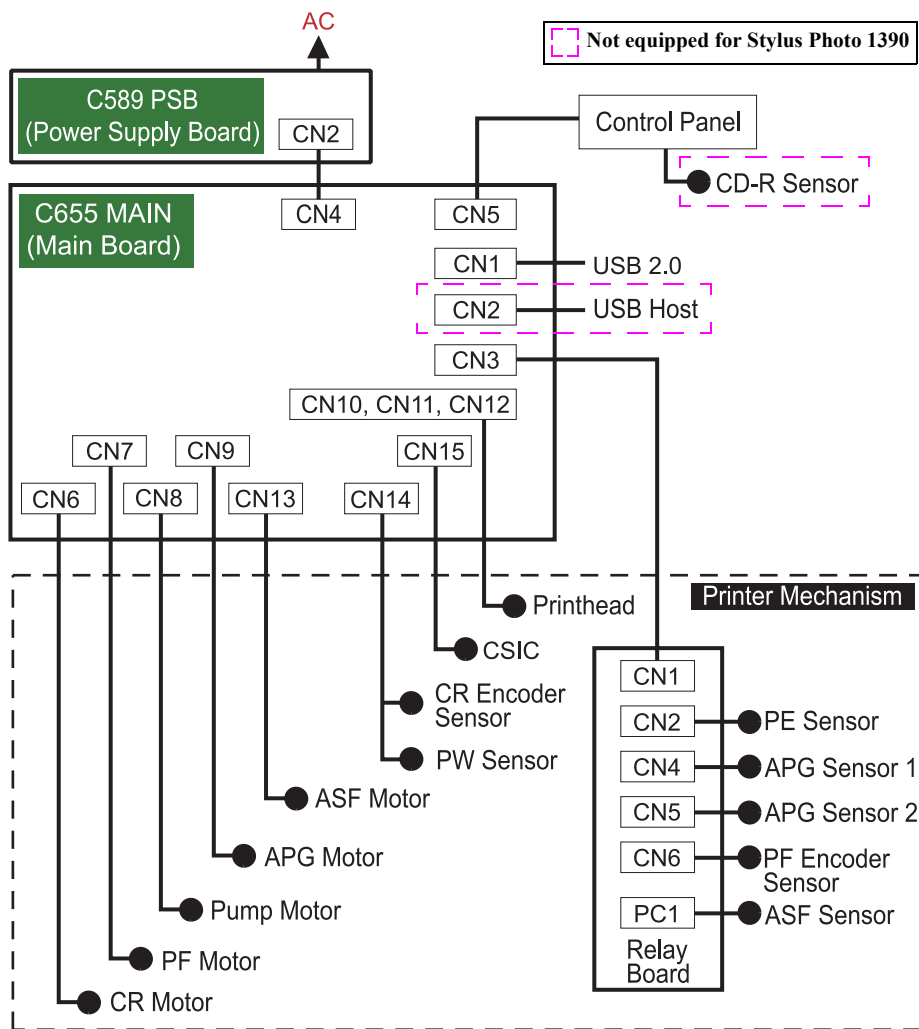 AC
Not equipped for Stylus Photo 1390
C589 PSB
(Power Supply Board)
CN2
Control Panel
CD-R Sensor
C655 MAIN
(Main Board)
CN4
CN5
CN1
USB 2.0
CN2
USB Host
CN3
CN10, CN11, CN12
CN7
CN9
CN15
CN6
CN8
CN13
CN14
Printer Mechanism
Printhead
CSIC
CR Encoder
Sensor
PW Sensor
ASF Motor
APG Motor
Pump Motor
PF Motor
CR Motor
CN1
CN2
PE Sensor
CN4
APG Sensor 1
CN5
APG Sensor 2
CN6
PF Encoder
Sensor
PC1
ASF Sensor
Relay
Board